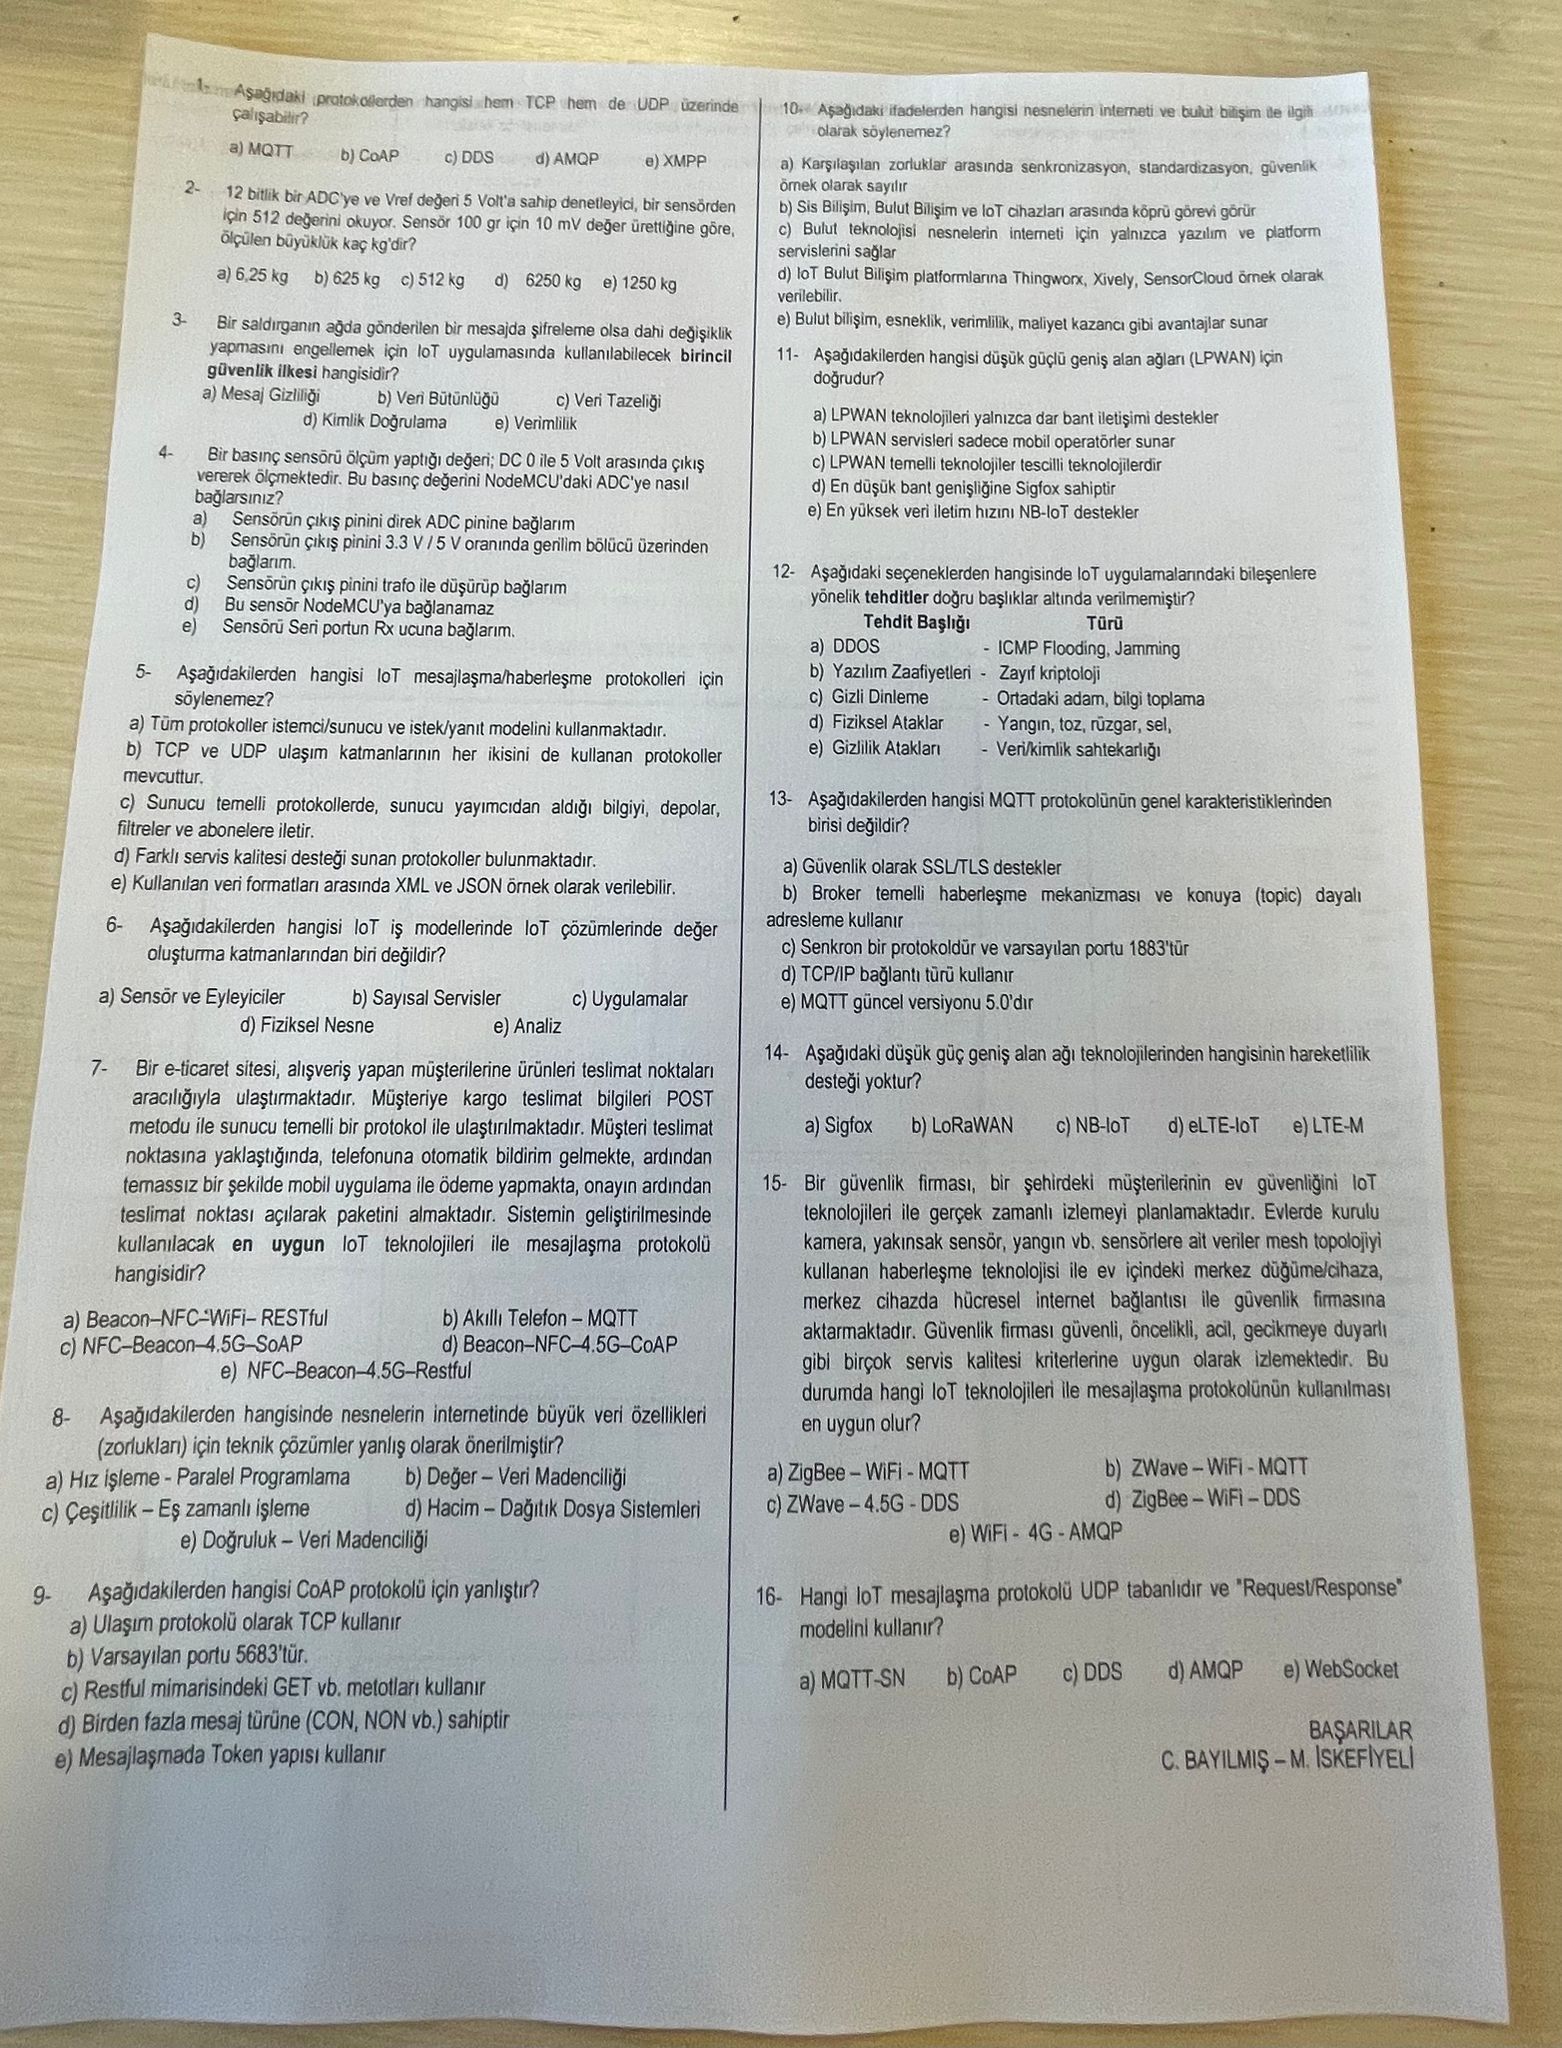 1- Aşağıdaki protokollerden hangisi hem TCP hem de UDP üzerinde
çalışabilir?
a) MQTT b) CoAP c) DDS d) AMQP e) XMPP
2- 12 bitlik bir ADC'ye ve Vref değeri 5 Volt'a sahip denetleyici, bir sensörden
için 512 değerini okuyor. Sensör 100 gr için 10 mV değer ürettiğine göre,
ölçülen büyüklük kaç kg'dir?
a) 6,25 kg b) 625 kg c) 512 kg d) 6250 kg e) 1250 kg
3- Bir saldırganın ağda gönderilen bir mesajda şifreleme olsa dahi değişiklik
yapmasını engellemek için IoT uygulamasında kullanılabilecek birincil
güvenlik ilkesi hangisidir?
a) Mesaj Gizliliği b) Veri Bütünlüğü c) Veri Tazeliği
d) Kimlik Doğrulama e) Verimlilik
4- Bir basınç sensörü ölçüm yaptığı değeri; DC 0 ile 5 Volt arasında çıkış
vererek ölçmektedir. Bu basınç değerini NodeMCU'daki ADC'ye nasıl
bağlarsınız?
a) Sensörün çıkış pinini direk ADC pinine bağlarım
b) Sensörün çıkış pinini 3.3 V / 5 V oranında gerilim bölücü üzerinden
bağlarım.
c) Sensörün çıkış pinini trafo ile düşürüp bağlarım
d) Bu sensör NodeMCU'ya bağlanamaz
e) Sensörü Seri portun Rx ucuna bağlarım.
5- Aşağıdakilerden hangisi IoT mesajlaşma/haberleşme protokolleri için
söylenemez?
a) Tüm protokoller istemci/sunucu ve istek/yanıt modelini kullanmaktadır.
b) TCP ve UDP ulaşım katmanlarının her ikisini de kullanan protokoller
mevcuttur.
c) Sunucu temelli protokollerde, sunucu yayımcıdan aldığı bilgiyi, depolar,
filtreler ve abonelere iletir.
d) Farklı servis kalitesi desteği sunan protokoller bulunmaktadır.
e) Kullanılan veri formatları arasında XML ve JSON örnek olarak verilebilir.
6- Aşağıdakilerden hangisi IoT iş modellerinde IoT çözümlerinde değer
oluşturma katmanlarından biri değildir?
a) Sensör ve Eyleyiciler b) Sayısal Servisler c) Uygulamalar
d) Fiziksel Nesne e) Analiz
7- Bir e-ticaret sitesi, alışveriş yapan müşterilerine ürünleri teslimat noktaları
aracılığıyla ulaştırmaktadır. Müşteriye kargo teslimat bilgileri POST
metodu ile sunucu temelli bir protokol ile ulaştırılmaktadır. Müşteri teslimat
noktasına yaklaştığında, telefonuna otomatik bildirim gelmekte, ardından
temassız bir şekilde mobil uygulama ile ödeme yapmakta, onayın ardından
teslimat noktası açılarak paketini almaktadır. Sistemin geliştirilmesinde
kullanılacak en uygun IoT teknolojileri ile mesajlaşma protokolü
hangisidir?
a) Beacon–NFC–WiFi– RESTful b) Akıllı Telefon – MQTT
c) NFC–Beacon–4.5G–SoAP d) Beacon–NFC–4.5G–CoAP
e) NFC–Beacon–4.5G–Restful
8- Aşağıdakilerden hangisinde nesnelerin internetinde büyük veri özellikleri
(zorlukları) için teknik çözümler yanlış olarak önerilmiştir?
a) Hız işleme - Paralel Programlama b) Değer – Veri Madenciliği
c) Çeşitlilik – Eş zamanlı işleme d) Hacim – Dağıtık Dosya Sistemleri
e) Doğruluk – Veri Madenciliği
9- Aşağıdakilerden hangisi CoAP protokolü için yanlıştır?
a) Ulaşım protokolü olarak TCP kullanır
b) Varsayılan portu 5683'tür.
c) Restful mimarisindeki GET vb. metotları kullanır
d) Birden fazla mesaj türüne (CON, NON vb.) sahiptir
e) Mesajlaşmada Token yapısı kullanır
10- Aşağıdaki ifadelerden hangisi nesnelerin interneti ve bulut bilişim ile ilgili
olarak söylenemez?
a) Karşılaşılan zorluklar arasında senkronizasyon, standardizasyon, güvenlik
örnek olarak sayılır
b) Sis Bilişim, Bulut Bilişim ve IoT cihazları arasında köprü görevi görür
c) Bulut teknolojisi nesnelerin interneti için yalnızca yazılım ve platform
servislerini sağlar
d) IoT Bulut Bilişim platformlarına Thingworx, Xively, SensorCloud örnek olarak
verilebilir.
e) Bulut bilişim, esneklik, verimlilik, maliyet kazancı gibi avantajlar sunar
11- Aşağıdakilerden hangisi düşük güçlü geniş alan ağları (LPWAN) için
doğrudur?
a) LPWAN teknolojileri yalnızca dar bant iletişimi destekler
b) LPWAN servisleri sadece mobil operatörler sunar
c) LPWAN temelli teknolojiler tescilli teknolojilerdir
d) En düşük bant genişliğine Sigfox sahiptir
e) En yüksek veri iletim hızını NB-IoT destekler
12- Aşağıdaki seçeneklerden hangisinde IoT uygulamalarındaki bileşenlere
yönelik tehditler doğru başlıklar altında verilmemiştir?
Tehdit Başlığı Türü
a) DDOS - ICMP Flooding, Jamming
b) Yazılım Zaafiyetleri - Zayıf kriptoloji
c) Gizli Dinleme - Ortadaki adam, bilgi toplama
d) Fiziksel Ataklar - Yangın, toz, rüzgar, sel,
e) Gizlilik Atakları - Veri/kimlik sahtekarlığı
13- Aşağıdakilerden hangisi MQTT protokolünün genel karakteristiklerinden
birisi değildir?
a) Güvenlik olarak SSL/TLS destekler
b) Broker temelli haberleşme mekanizması ve konuya (topic) dayalı
adresleme kullanır
c) Senkron bir protokoldür ve varsayılan portu 1883'tür
d) TCP/IP bağlantı türü kullanır
e) MQTT güncel versiyonu 5.0'dır
14- Aşağıdaki düşük güç geniş alan ağı teknolojilerinden hangisinin hareketlilik
desteği yoktur?
a) Sigfox b) LoRaWAN c) NB-IoT d) eLTE-IoT e) LTE-M
15- Bir güvenlik firması, bir şehirdeki müşterilerinin ev güvenliğini IoT
teknolojileri ile gerçek zamanlı izlemeyi planlamaktadır. Evlerde kurulu
kamera, yakınsak sensör, yangın vb. sensörlere ait veriler mesh topolojiyi
kullanan haberleşme teknolojisi ile ev içindeki merkez düğüme/cihaza,
merkez cihazda hücresel internet bağlantısı ile güvenlik firmasına
aktarmaktadır. Güvenlik firması güvenli, öncelikli, acil, gecikmeye duyarlı
gibi birçok servis kalitesi kriterlerine uygun olarak izlemektedir. Bu
durumda hangi IoT teknolojileri ile mesajlaşma protokolünün kullanılması
en uygun olur?
a) ZigBee – WiFi - MQTT b) ZWave – WiFi - MQTT
c) ZWave – 4.5G - DDS d) ZigBee – WiFi – DDS
e) WiFi - 4G - AMQP
16- Hangi IoT mesajlaşma protokolü UDP tabanlıdır ve "Request/Response"
modelini kullanır?
a) MQTT-SN b) CoAP c) DDS d) AMQP e) WebSocket
BAŞARILAR
C. BAYILMIŞ – M. İSKEFİYELİ